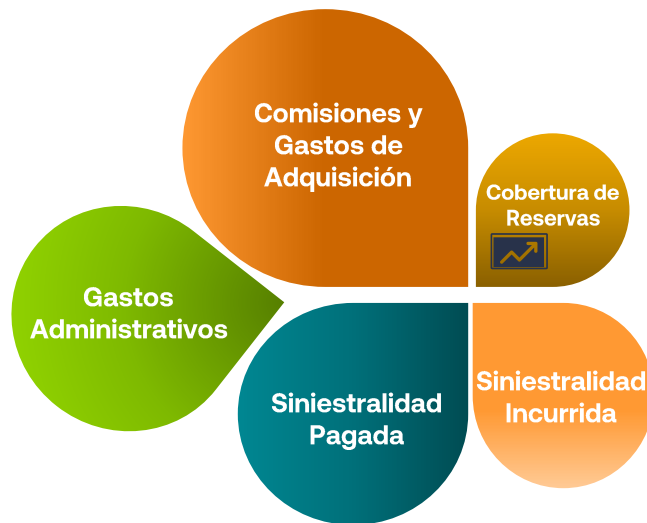 Comisiones y
Gastos de
Adquisición
Cobertura de
Reservas
Gastos
Administrativos
Siniestralidad
Pagada
Siniestralidad
Incurrida